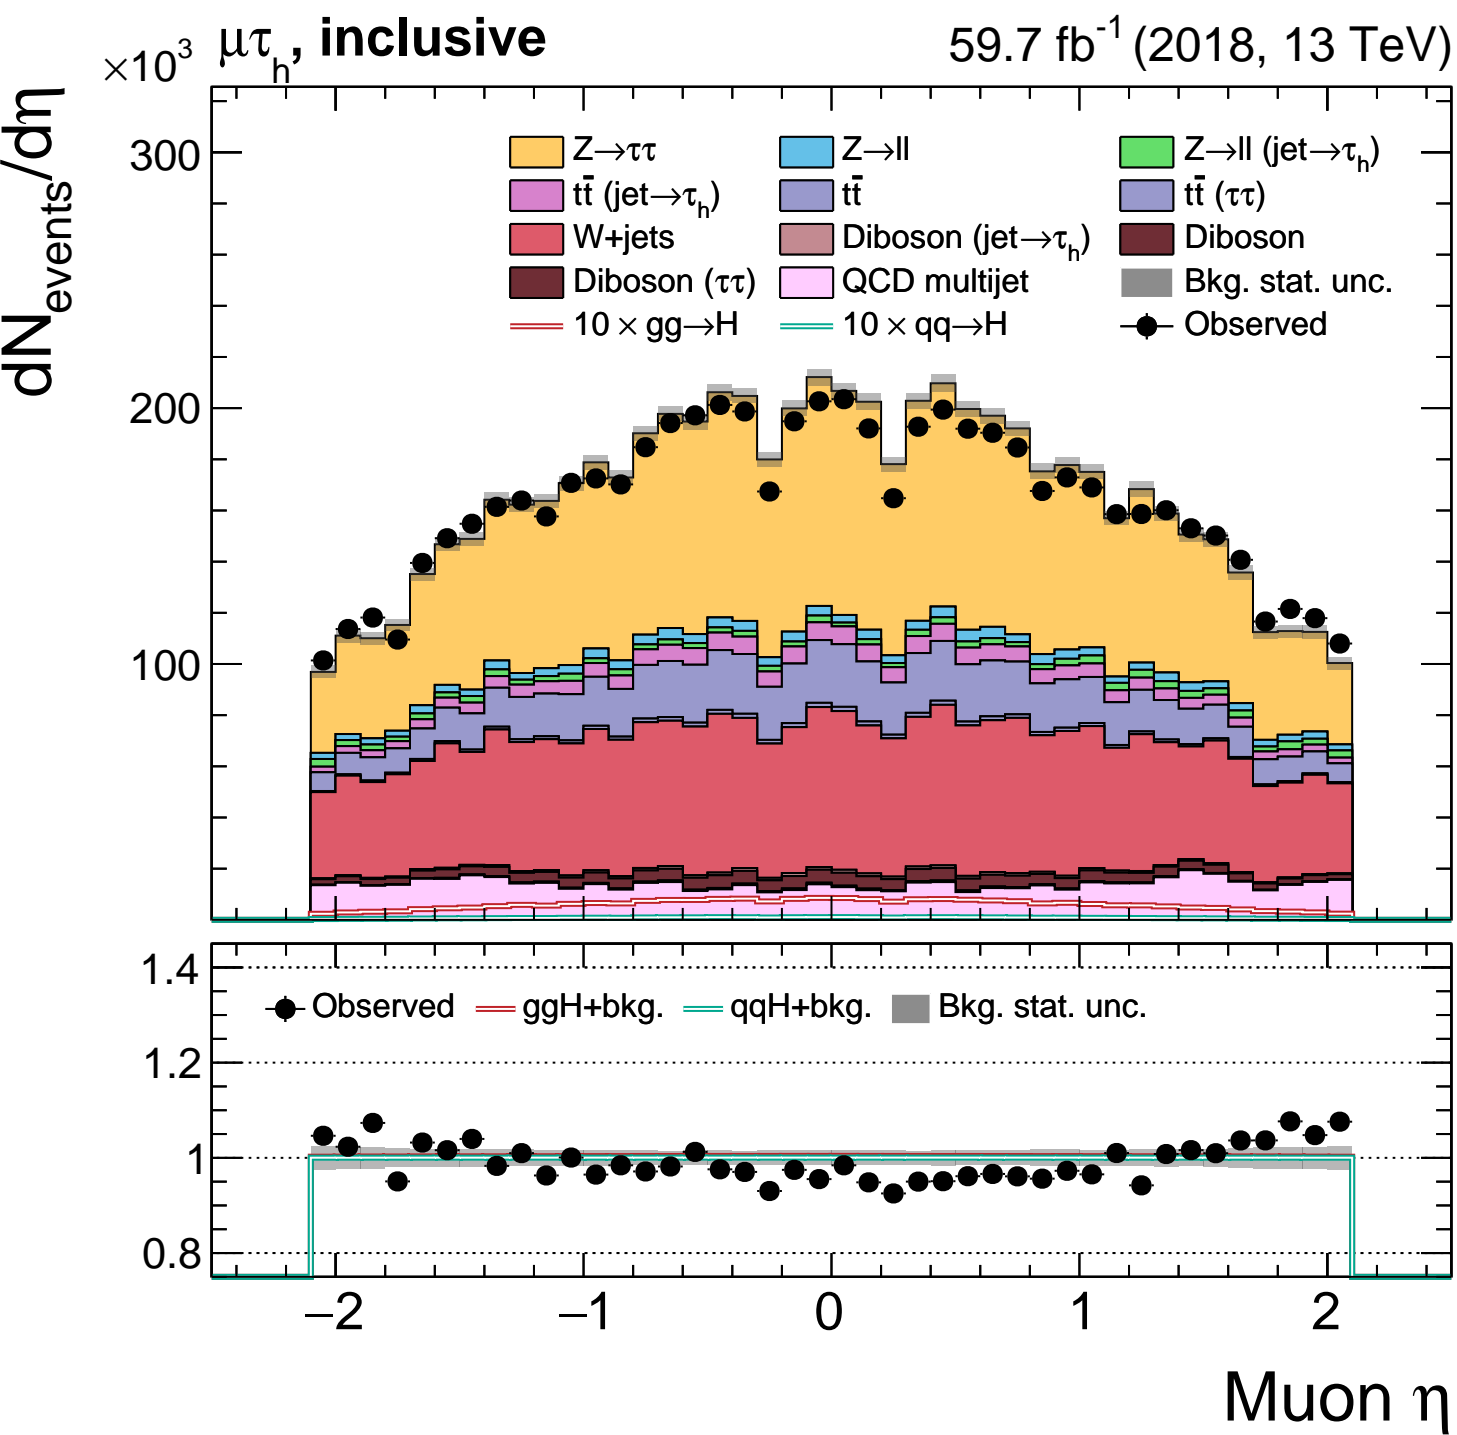 ×10³ μτₕ, inclusive 59.7 fb⁻¹ (2018, 13 TeV)
dN_events/dη
300
200
100
Z→ττ Z→ll Z→ll (jet→τₕ)
tt̄ (jet→τₕ) tt̄ tt̄ (ττ)
W+jets Diboson (jet→τₕ) Diboson
Diboson (ττ) QCD multijet Bkg. stat. unc.
10 × gg→H 10 × qq→H Observed
1.4
Observed ggH+bkg. qqH+bkg. Bkg. stat. unc.
1.2
1
0.8
−2 −1 0 1 2
Muon η